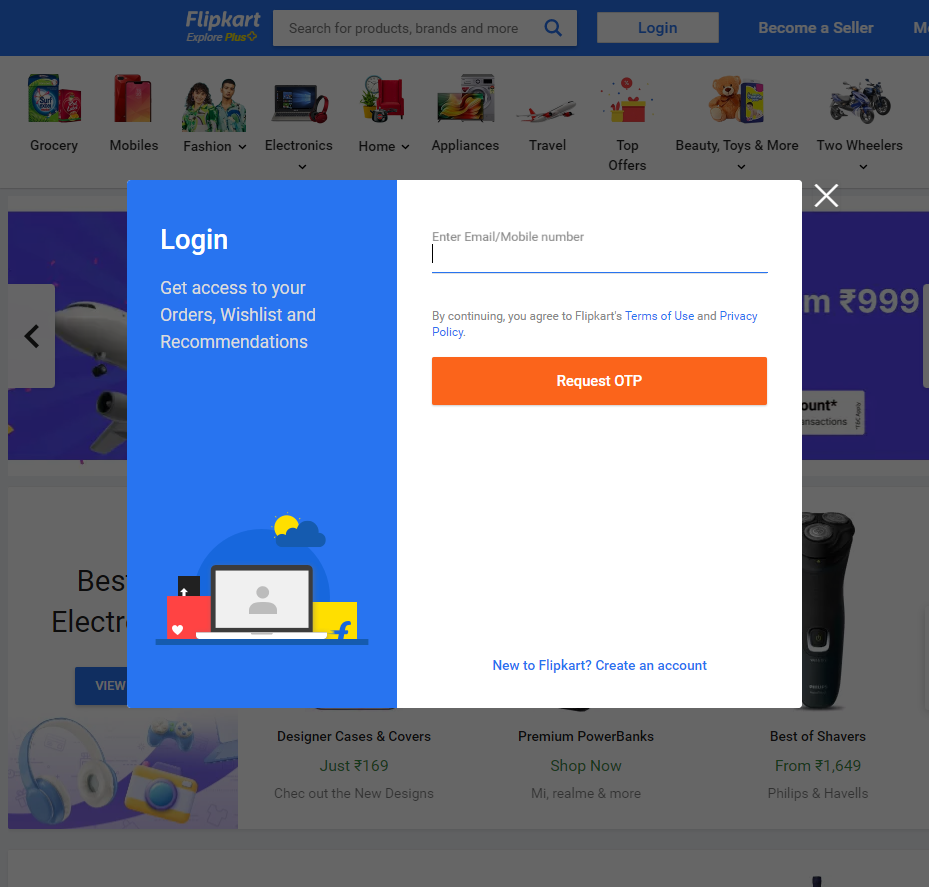 Flipkart
Explore Plus
Search for products, brands and more
Login
Become a Seller
Grocery
Mobiles
Fashion
Electronics
Home
Appliances
Travel
Top
Offers
Beauty, Toys & More
Two Wheelers
Login
Get access to your
Orders, Wishlist and
Recommendations
Enter Email/Mobile number
By continuing, you agree to Flipkart's Terms of Use and Privacy
Policy.
Request OTP
New to Flipkart? Create an account
m ₹999
ount*
ansactions
Best
Electr
VIEW
Designer Cases & Covers
Just ₹169
Chec out the New Designs
Premium PowerBanks
Shop Now
Mi, realme & more
Best of Shavers
From ₹1,649
Philips & Havells